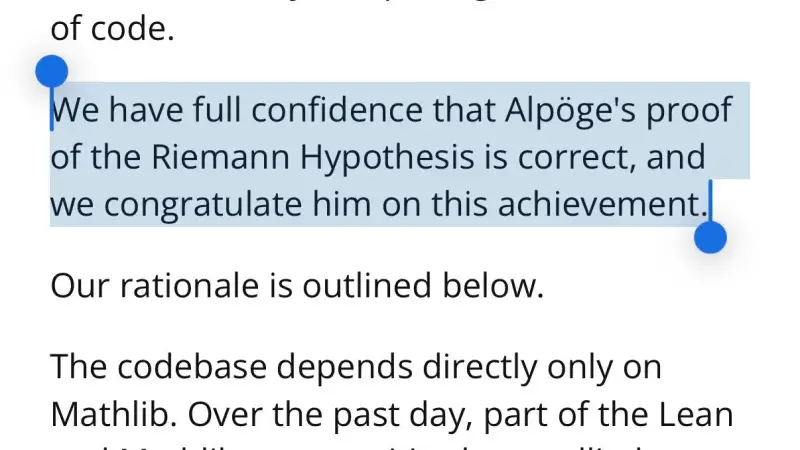 of code.
We have full confidence that Alpöge's proof
of the Riemann Hypothesis is correct, and
we congratulate him on this achievement.
Our rationale is outlined below.
The codebase depends directly only on
Mathlib. Over the past day, part of the Lean